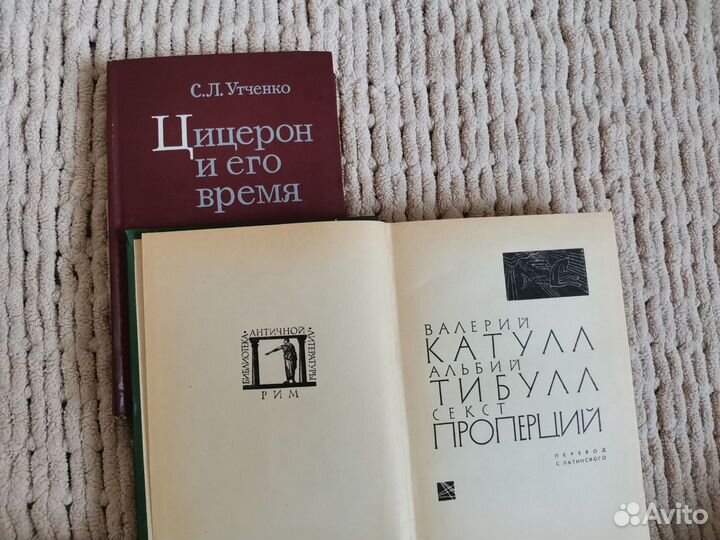 С.Л. Утченко
Цицерон
и его
время
БИБЛИОТЕКА · АНТИЧНОЙ · ЛИТЕРАТУРЫ
РИМ
ВАЛЕРИЙ
КАТУЛЛ
АЛЬБИЙ
ТИБУЛЛ
СЕКСТ
ПРОПЕРЦИЙ
ПЕРЕВОД
С ЛАТИНСКОГО
Avito